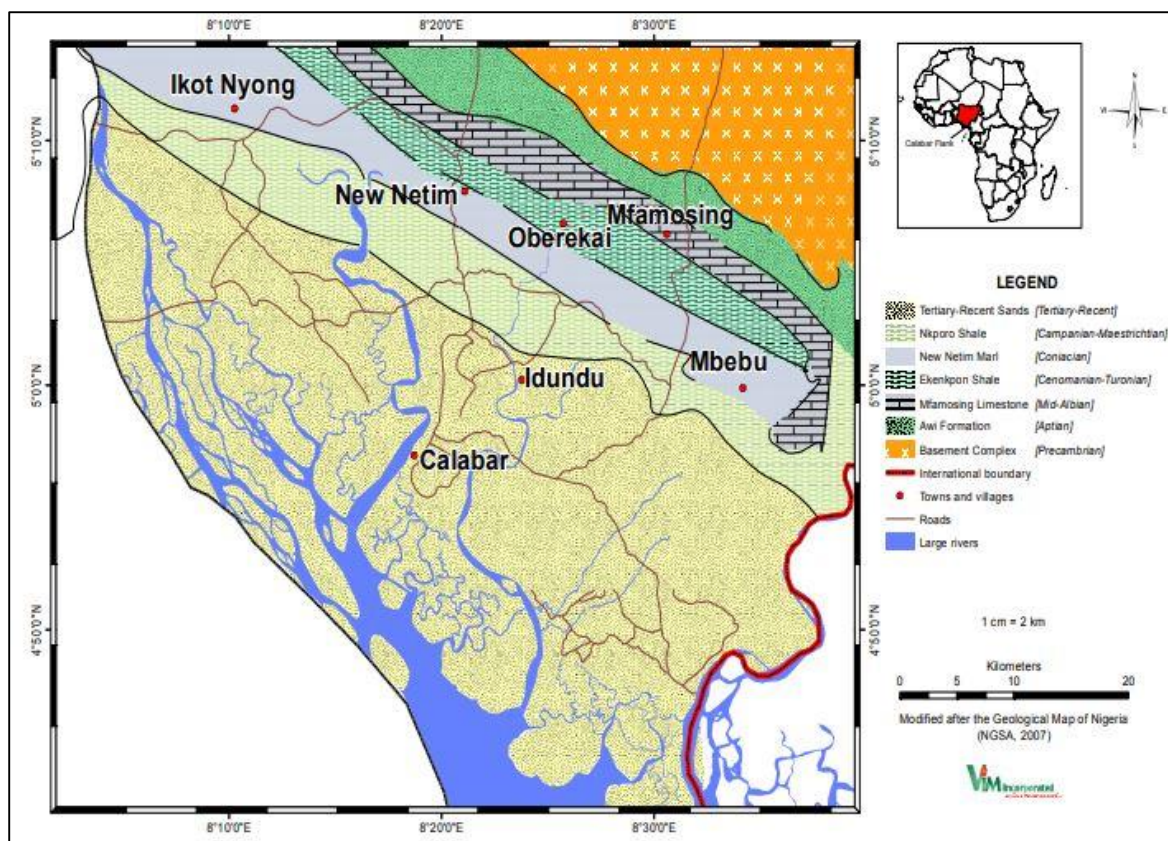 8°10'0"E 8°20'0"E 8°30'0"E
5°10'0"N 5°10'0"N
5°0'0"N 5°0'0"N
4°50'0"N 4°50'0"N
Ikot Nyong
New Netim
Mfamosing
Oberekai
Mbebu
Idundu
Calabar
8°10'0"E 8°20'0"E 8°30'0"E
Calabar Flank
N
W E
S
LEGEND
Tertiary-Recent Sands [Tertiary-Recent]
Nkporo Shale [Campanian-Maestrichtian]
New Netim Marl [Coniacian]
Ekenkpon Shale [Cenomanian-Turonian]
Mfamosing Limestone [Mid-Albian]
Awi Formation [Aptian]
Basement Complex [Precambrian]
International boundary
Towns and villages
Roads
Large rivers
1 cm = 2 km
Kilometers
0 5 10 20
Modified after the Geological Map of Nigeria
(NGSA, 2007)
ViM Incorporated